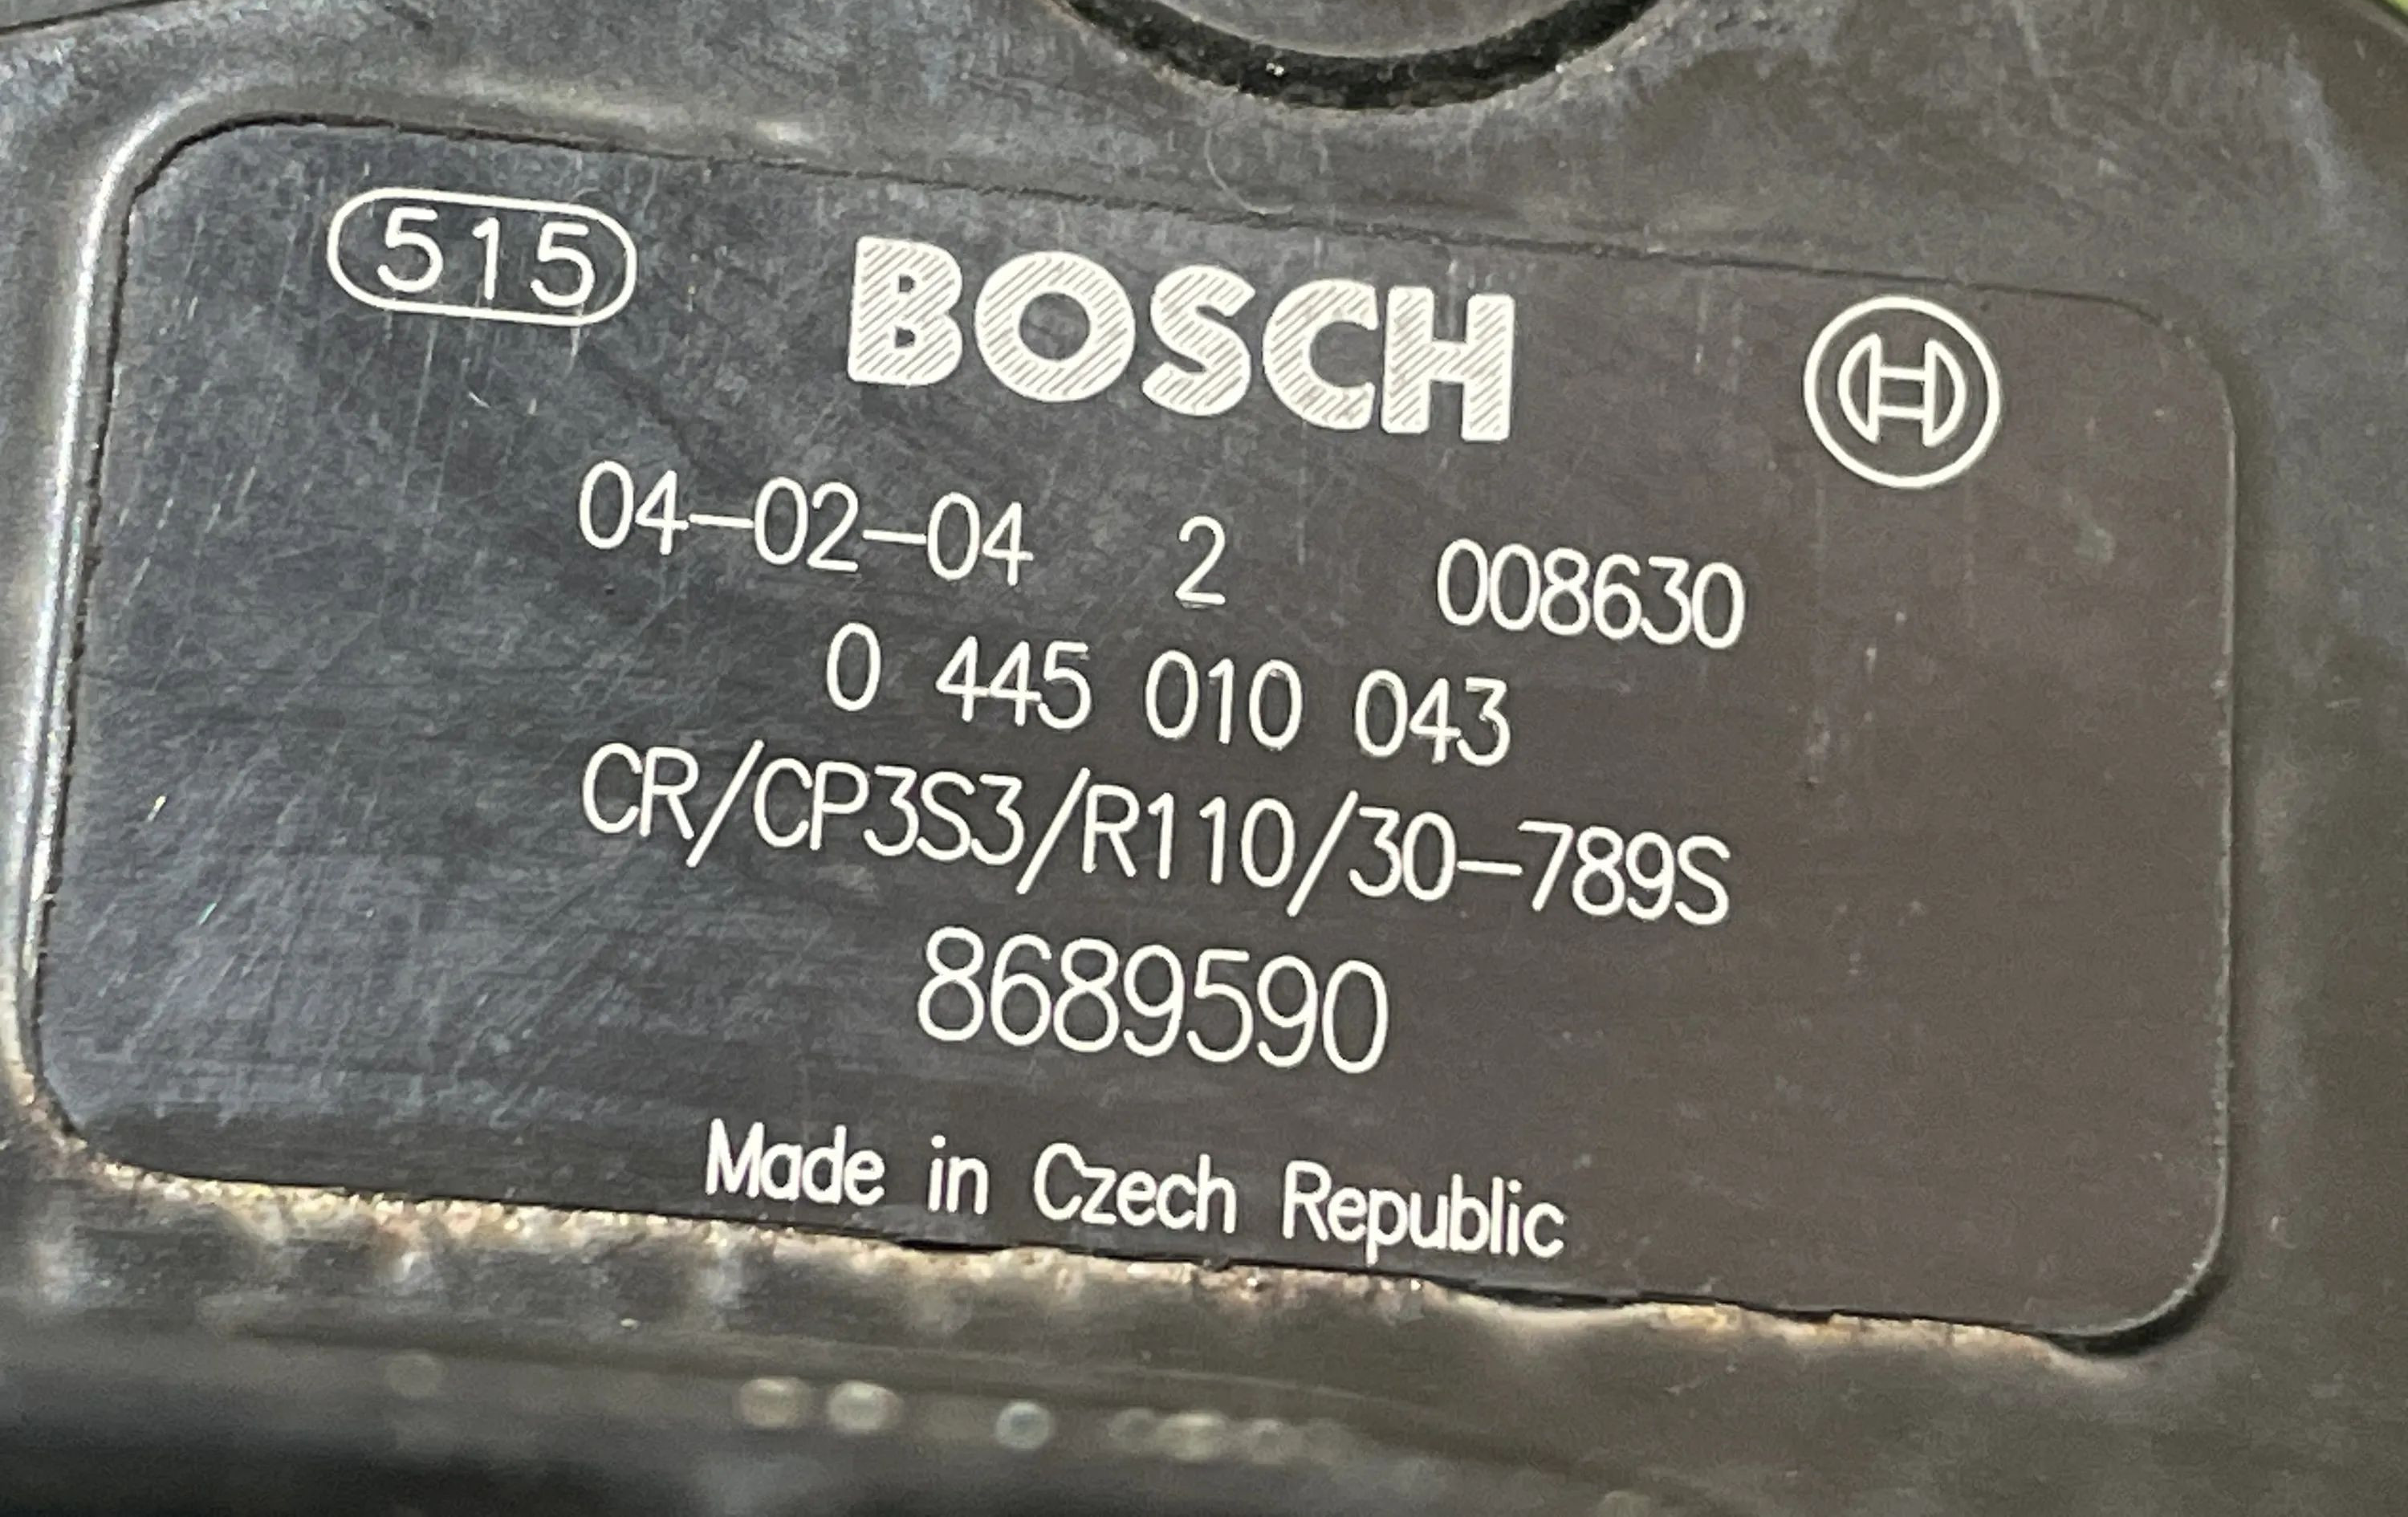 515 BOSCH
04-02-04 2 008630
0 445 010 043
CR/CP3S3/R110/30-789S
8689590
Made in Czech Republic